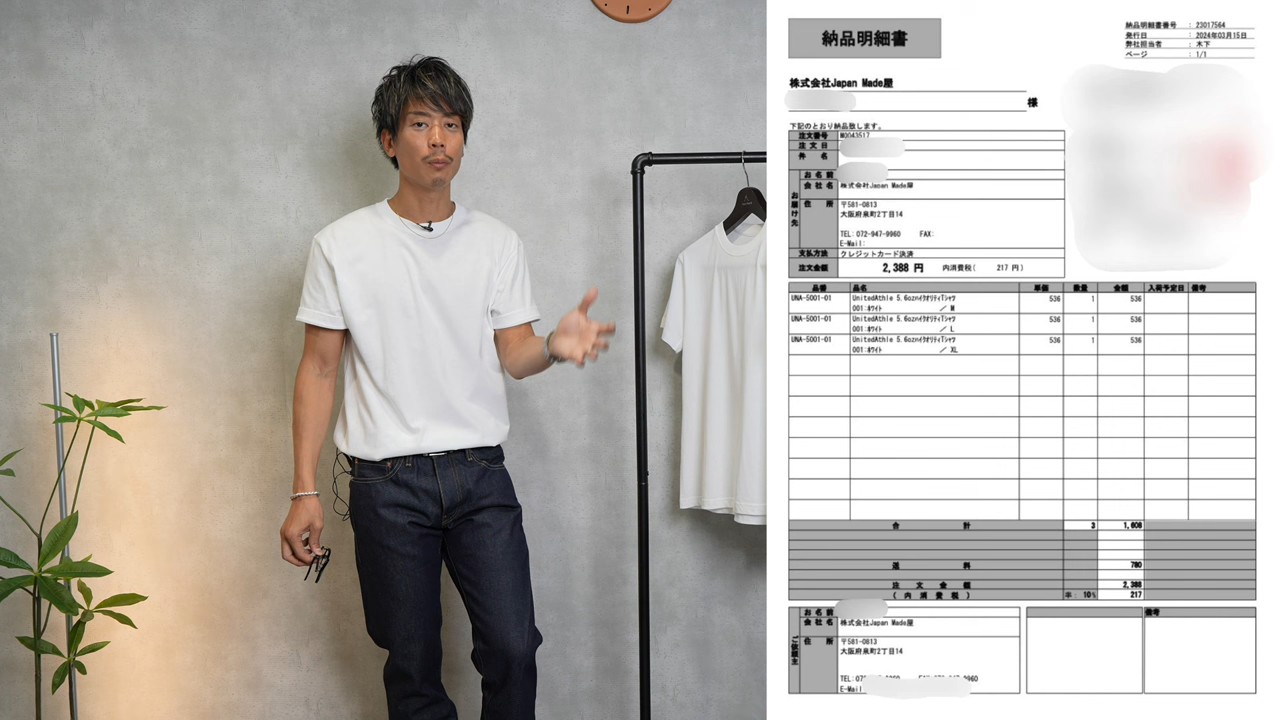 納品明細書
納品明細書番号 : 23017564
発行日 : 2024年03月15日
弊社担当者 : 木下
ページ : 1/1
株式会社Japan Made屋
様
下記のとおり納品致します。
注文番号 M0043517
注文日
件名
お届け先
お名前
会社名 株式会社Japan Made屋
住所 〒581-0813
大阪府泉町2丁目14
TEL: 072-947-9960 FAX:
E-Mail:
支払方法 クレジットカード決済
注文金額 2,388 円 内消費税( 217 円)
品番 品名 単価 数量 金額 入荷予定日 備考
UNA-5001-01 UnitedAthle 5.6ozハイクオリティTシャツ 536 1 536
001:ホワイト / M
UNA-5001-01 UnitedAthle 5.6ozハイクオリティTシャツ 536 1 536
001:ホワイト / L
UNA-5001-01 UnitedAthle 5.6ozハイクオリティTシャツ 536 1 536
001:ホワイト / XL
合計 3 1,608
送料 780
注文金額 2,388
(内消費税) 率: 10% 217
ご依頼主
お名前
会社名 株式会社Japan Made屋
住所 〒581-0813
大阪府泉町2丁目14
TEL:
E-Mail
備考